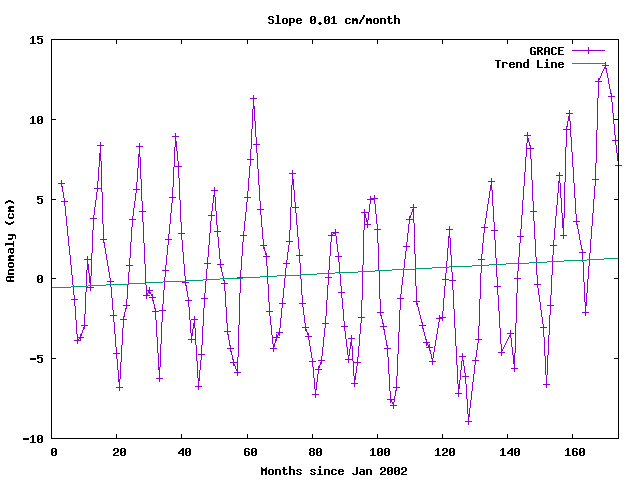 Slope 0.01 cm/month
GRACE
Trend Line
15
10
5
0
-5
-10
Anomaly (cm)
0 20 40 60 80 100 120 140 160
Months since Jan 2002